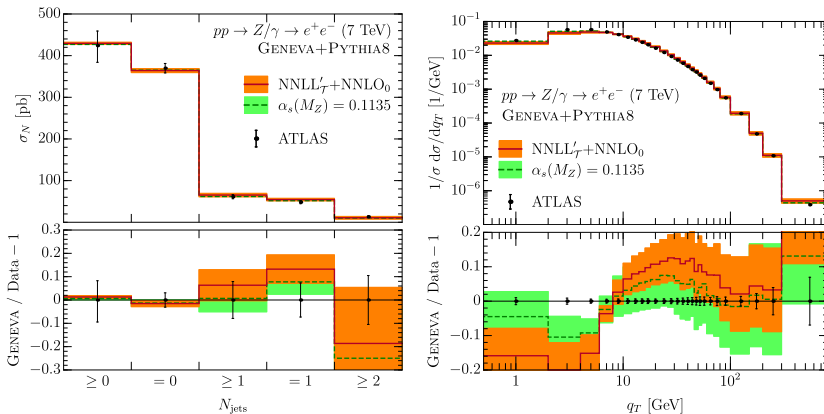 pp → Z/γ → e⁺e⁻ (7 TeV)
GENEVA+PYTHIA8
NNLL′_𝒯+NNLO₀
α_s(M_Z) = 0.1135
ATLAS
σ_N [pb]
500
400
300
200
100
0.3
0.2
0.1
0
−0.1
−0.2
−0.3
GENEVA / Data − 1
≥ 0
= 0
≥ 1
= 1
≥ 2
N_jets
pp → Z/γ → e⁺e⁻ (7 TeV)
GENEVA+PYTHIA8
NNLL′_𝒯+NNLO₀
α_s(M_Z) = 0.1135
ATLAS
1/σ dσ/dq_T [1/GeV]
10⁻¹
10⁻²
10⁻³
10⁻⁴
10⁻⁵
10⁻⁶
0.2
0.1
0
−0.1
−0.2
GENEVA / Data − 1
1
10
10²
q_T [GeV]